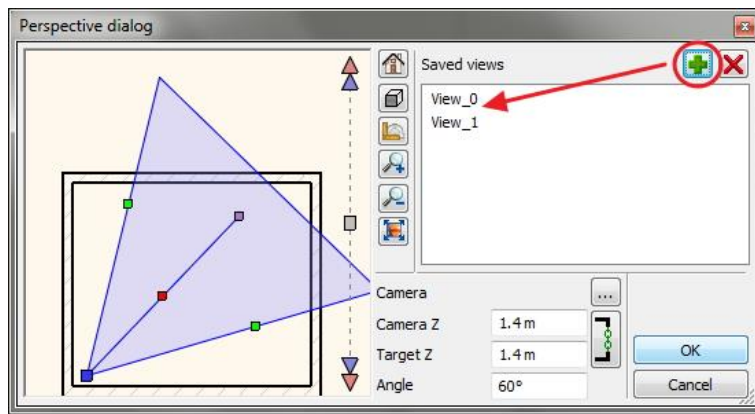 Perspective dialog
Saved views
View_0
View_1
Camera
...
Camera Z 1.4 m
Target Z 1.4 m
Angle 60°
OK
Cancel